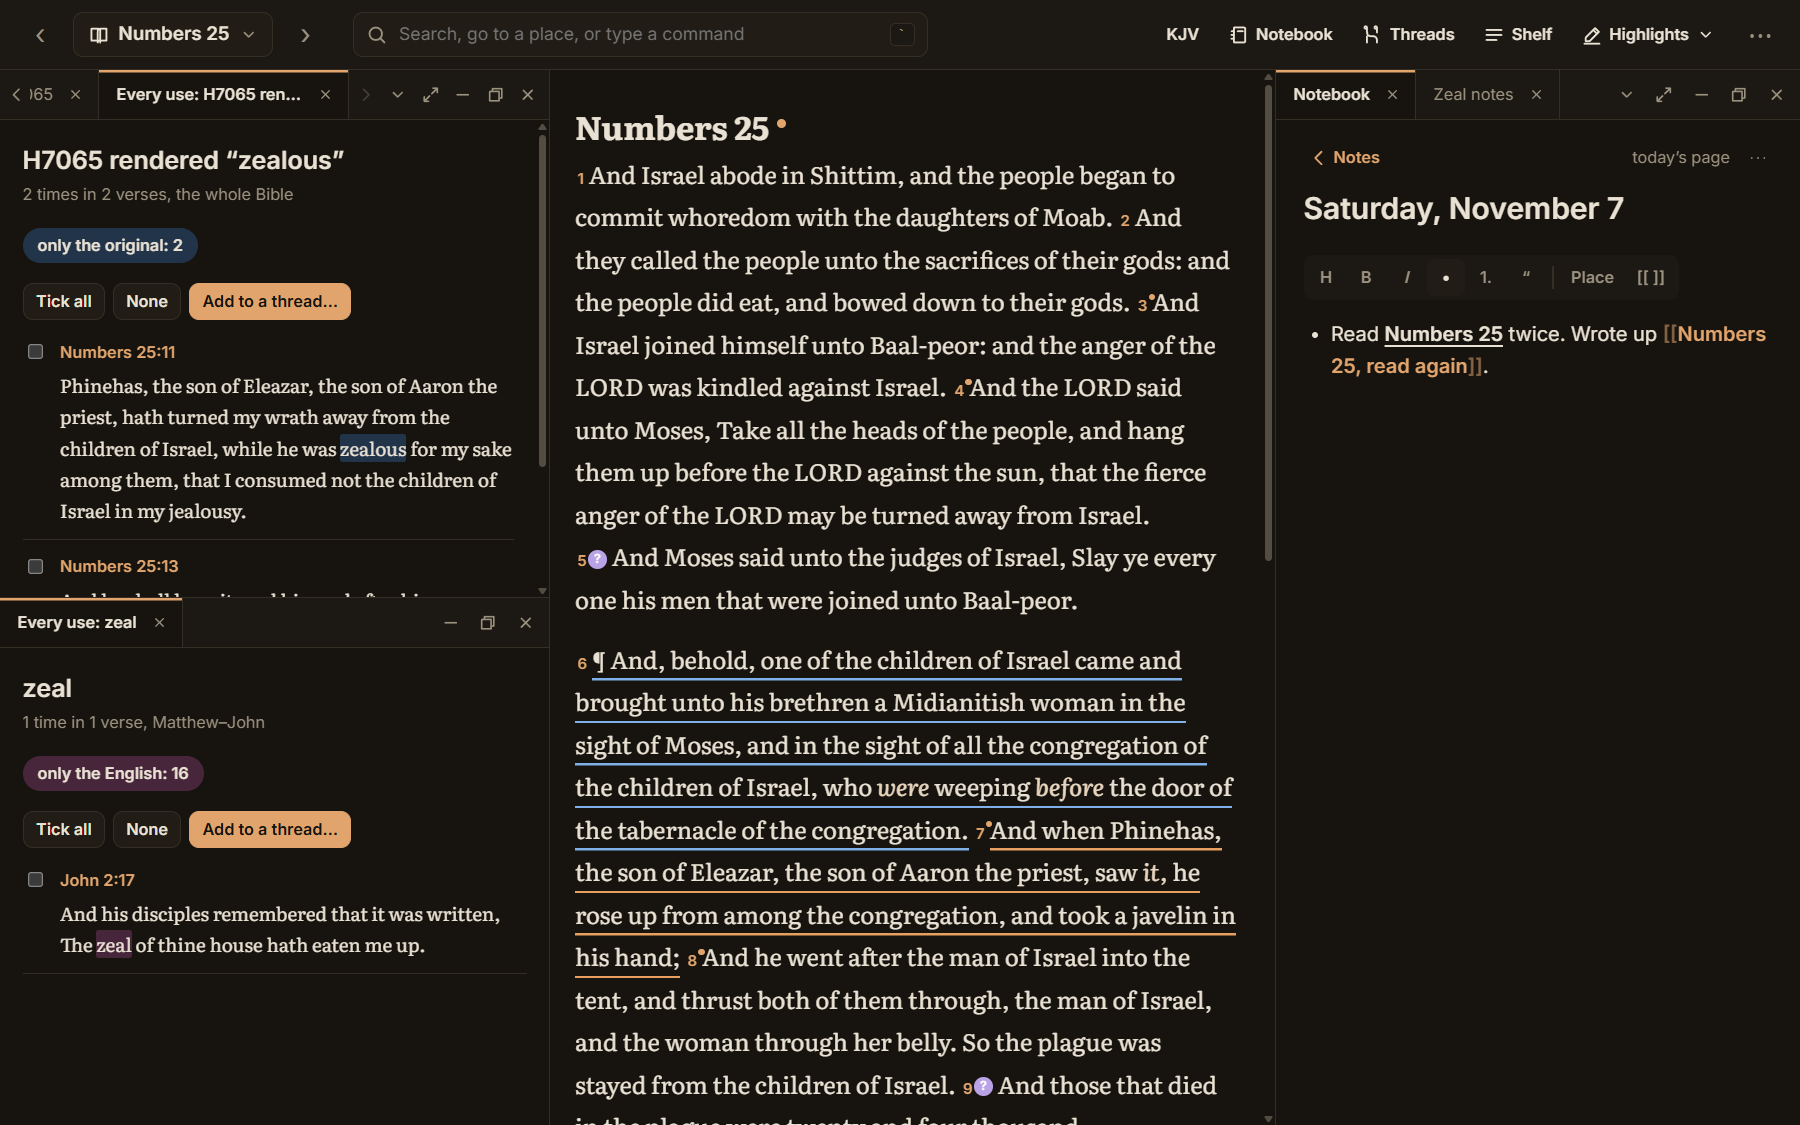 Numbers 25
Search, go to a place, or type a command
`
KJV
Notebook
Threads
Shelf
Highlights
065
Every use: H7065 ren...
H7065 rendered “zealous”
2 times in 2 verses, the whole Bible
only the original: 2
Tick all
None
Add to a thread...
Numbers 25:11
Phinehas, the son of Eleazar, the son of Aaron the
priest, hath turned my wrath away from the
children of Israel, while he was zealous for my sake
among them, that I consumed not the children of
Israel in my jealousy.
Numbers 25:13
Every use: zeal
zeal
1 time in 1 verse, Matthew–John
only the English: 16
Tick all
None
Add to a thread...
John 2:17
And his disciples remembered that it was written,
The zeal of thine house hath eaten me up.
Numbers 25
1 And Israel abode in Shittim, and the people began to
commit whoredom with the daughters of Moab. 2 And
they called the people unto the sacrifices of their gods: and
the people did eat, and bowed down to their gods. 3 And
Israel joined himself unto Baal-peor: and the anger of the
LORD was kindled against Israel. 4 And the LORD said
unto Moses, Take all the heads of the people, and hang
them up before the LORD against the sun, that the fierce
anger of the LORD may be turned away from Israel.
5 ? And Moses said unto the judges of Israel, Slay ye every
one his men that were joined unto Baal-peor.
6 ¶ And, behold, one of the children of Israel came and
brought unto his brethren a Midianitish woman in the
sight of Moses, and in the sight of all the congregation of
the children of Israel, who were weeping before the door of
the tabernacle of the congregation. 7 And when Phinehas,
the son of Eleazar, the son of Aaron the priest, saw it, he
rose up from among the congregation, and took a javelin in
his hand; 8 And he went after the man of Israel into the
tent, and thrust both of them through, the man of Israel,
and the woman through her belly. So the plague was
stayed from the children of Israel. 9 ? And those that died
in the plague were twenty and four thousand.
Notebook
Zeal notes
Notes
today’s page
Saturday, November 7
H B I • 1. “ Place [[ ]]
• Read Numbers 25 twice. Wrote up [[Numbers
25, read again]].